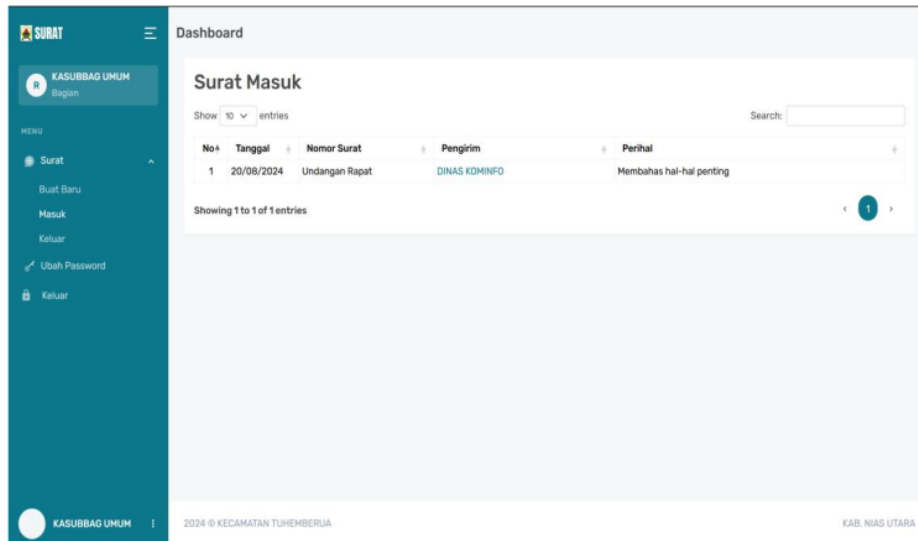 SURAT
Dashboard
R
KASUBBAG UMUM
Bagian
MENU
Surat
Buat Baru
Masuk
Keluar
Ubah Password
Keluar
Surat Masuk
Show 10 entries
Search:
No Tanggal Nomor Surat Pengirim Perihal
1 20/08/2024 Undangan Rapat DINAS KOMINFO Membahas hal-hal penting
Showing 1 to 1 of 1 entries
‹ 1 ›
KASUBBAG UMUM
2024 © KECAMATAN TUHEMBERUA
KAB. NIAS UTARA